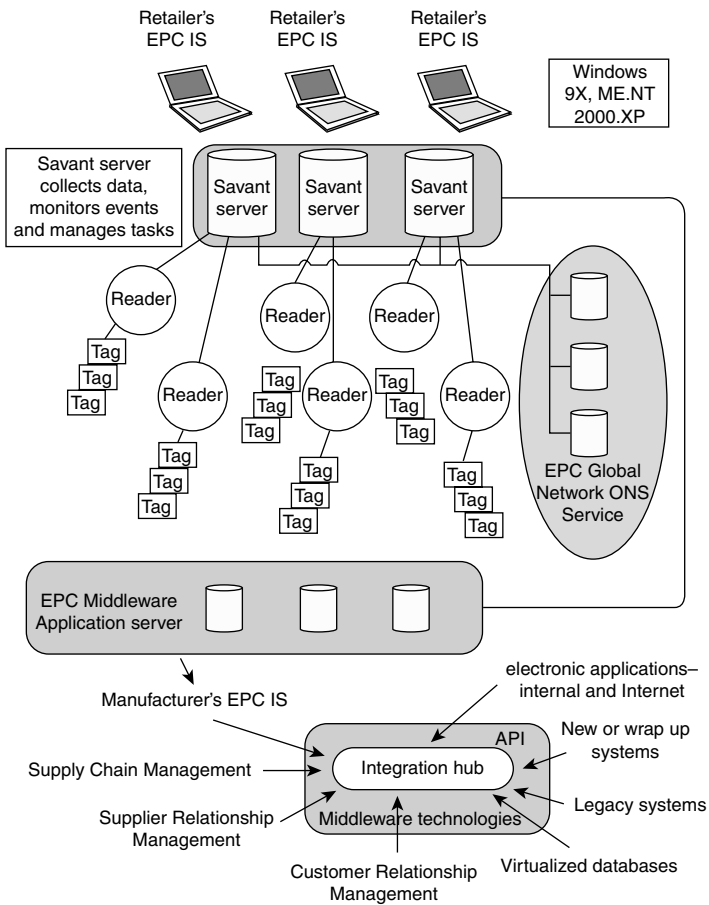 Retailer's
EPC IS
Retailer's
EPC IS
Retailer's
EPC IS
Windows
9X, ME.NT
2000.XP
Savant server
collects data,
monitors events
and manages tasks
Savant
server
Savant
server
Savant
server
Reader
Reader
Reader
Tag
Tag
Tag
Reader
Tag
Tag
Tag
Reader
Tag
Tag
Tag
Reader
Tag
Tag
Tag
Tag
Tag
Tag
Tag
Tag
Tag
EPC Global
Network ONS
Service
EPC Middleware
Application server
Manufacturer's EPC IS
electronic applications–
internal and Internet
API
New or wrap up
systems
Supply Chain Management
Integration hub
Legacy systems
Supplier Relationship
Management
Middleware technologies
Virtualized databases
Customer Relationship
Management